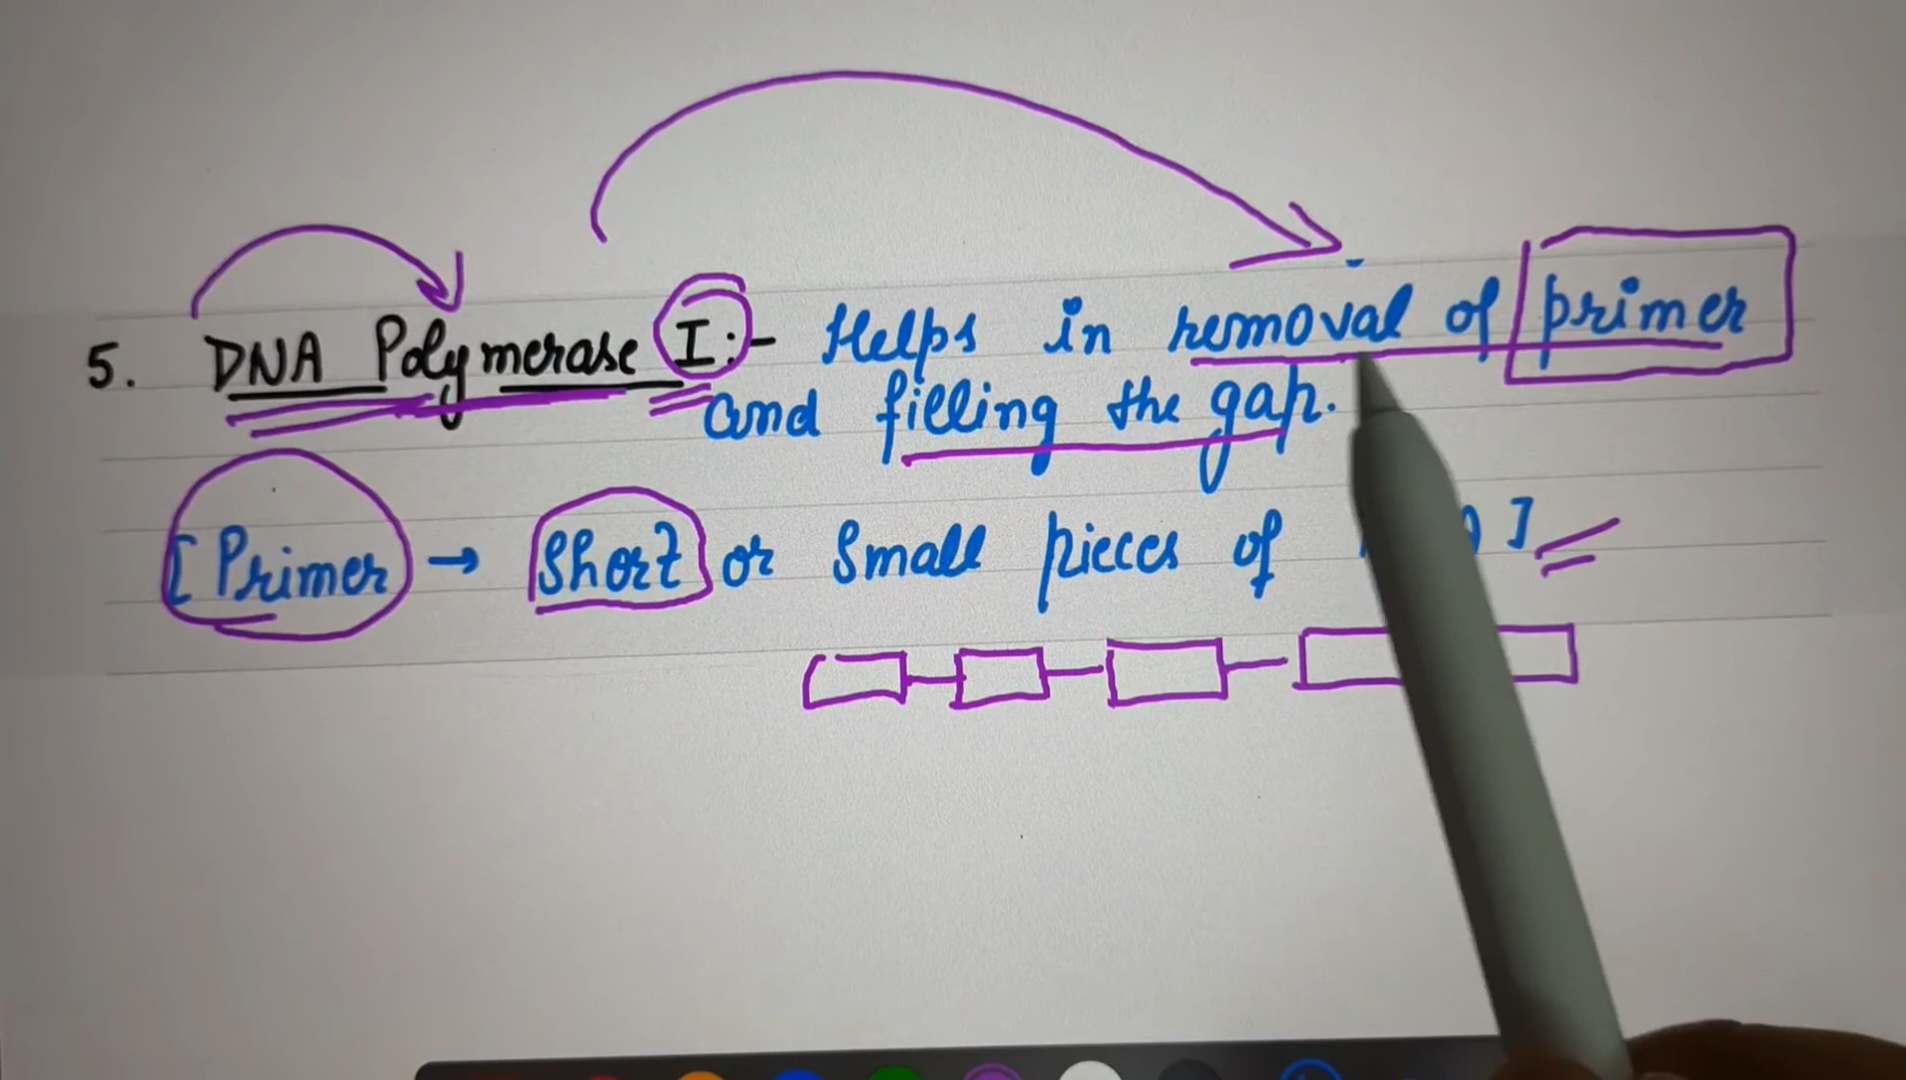 5. DNA Polymerase I :- Helps in removal of primer
and filling the gap.
[Primer → Short or Small pieces of ]